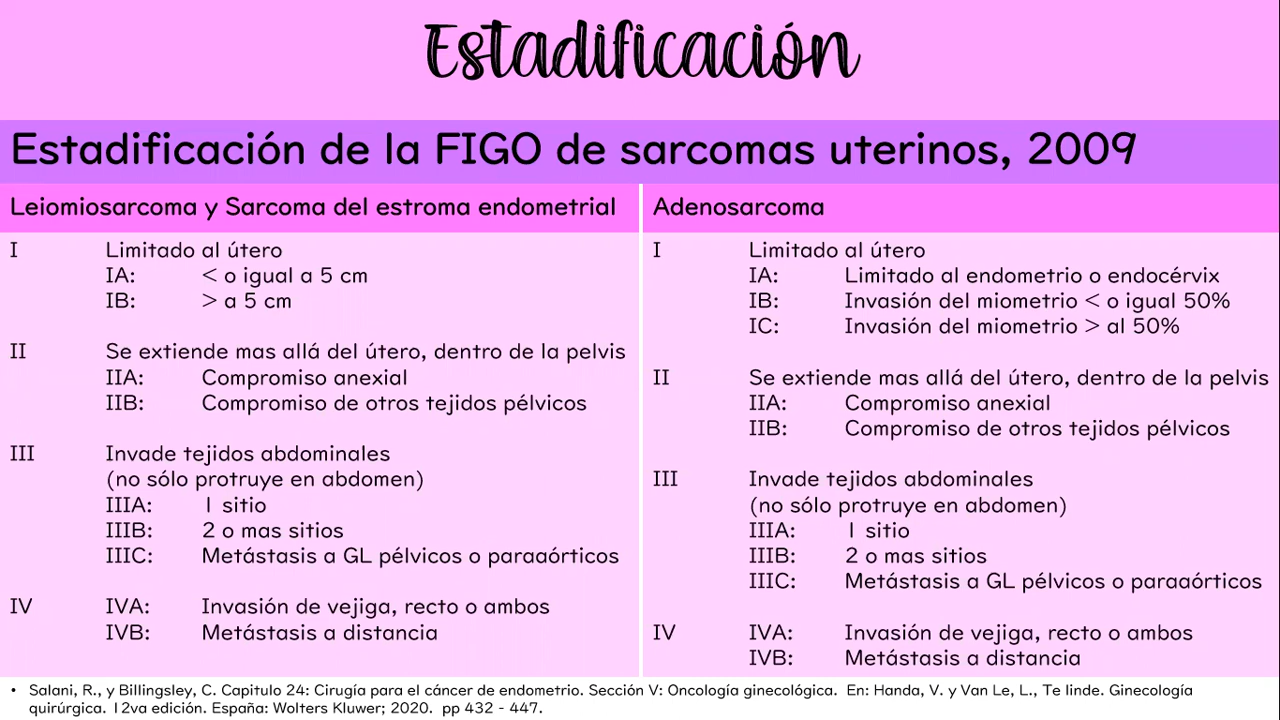 Estadificación
Estadificación de la FIGO de sarcomas uterinos, 2009
Leiomiosarcoma y Sarcoma del estroma endometrial
I Limitado al útero
IA: < o igual a 5 cm
IB: > a 5 cm
II Se extiende mas allá del útero, dentro de la pelvis
IIA: Compromiso anexial
IIB: Compromiso de otros tejidos pélvicos
III Invade tejidos abdominales
(no sólo protruye en abdomen)
IIIA: 1 sitio
IIIB: 2 o mas sitios
IIIC: Metástasis a GL pélvicos o paraaórticos
IV IVA: Invasión de vejiga, recto o ambos
IVB: Metástasis a distancia
Adenosarcoma
I Limitado al útero
IA: Limitado al endometrio o endocérvix
IB: Invasión del miometrio < o igual 50%
IC: Invasión del miometrio > al 50%
II Se extiende mas allá del útero, dentro de la pelvis
IIA: Compromiso anexial
IIB: Compromiso de otros tejidos pélvicos
III Invade tejidos abdominales
(no sólo protruye en abdomen)
IIIA: 1 sitio
IIIB: 2 o mas sitios
IIIC: Metástasis a GL pélvicos o paraaórticos
IV IVA: Invasión de vejiga, recto o ambos
IVB: Metástasis a distancia
• Salani, R., y Billingsley, C. Capitulo 24: Cirugía para el cáncer de endometrio. Sección V: Oncología ginecológica. En: Handa, V. y Van Le, L., Te linde. Ginecología
quirúrgica. 12va edición. España: Wolters Kluwer; 2020. pp 432 - 447.